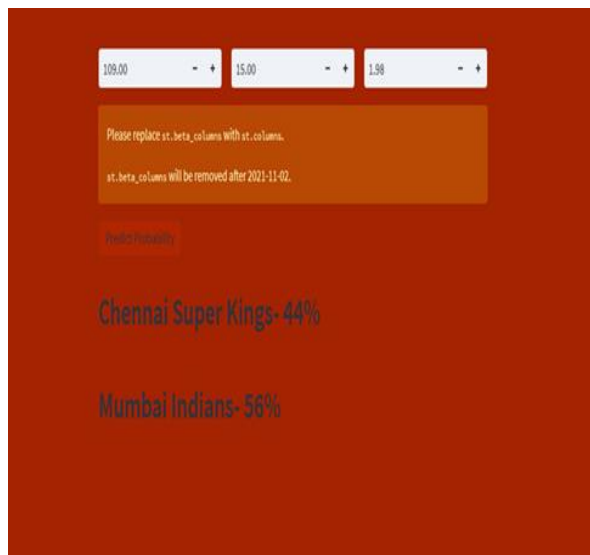 109.00 - + 15.00 - + 1.98 - +
Please replace st.beta_columns with st.columns.
st.beta_columns will be removed after 2021-11-02.
Predict Probability
Chennai Super Kings- 44%
Mumbai Indians- 56%